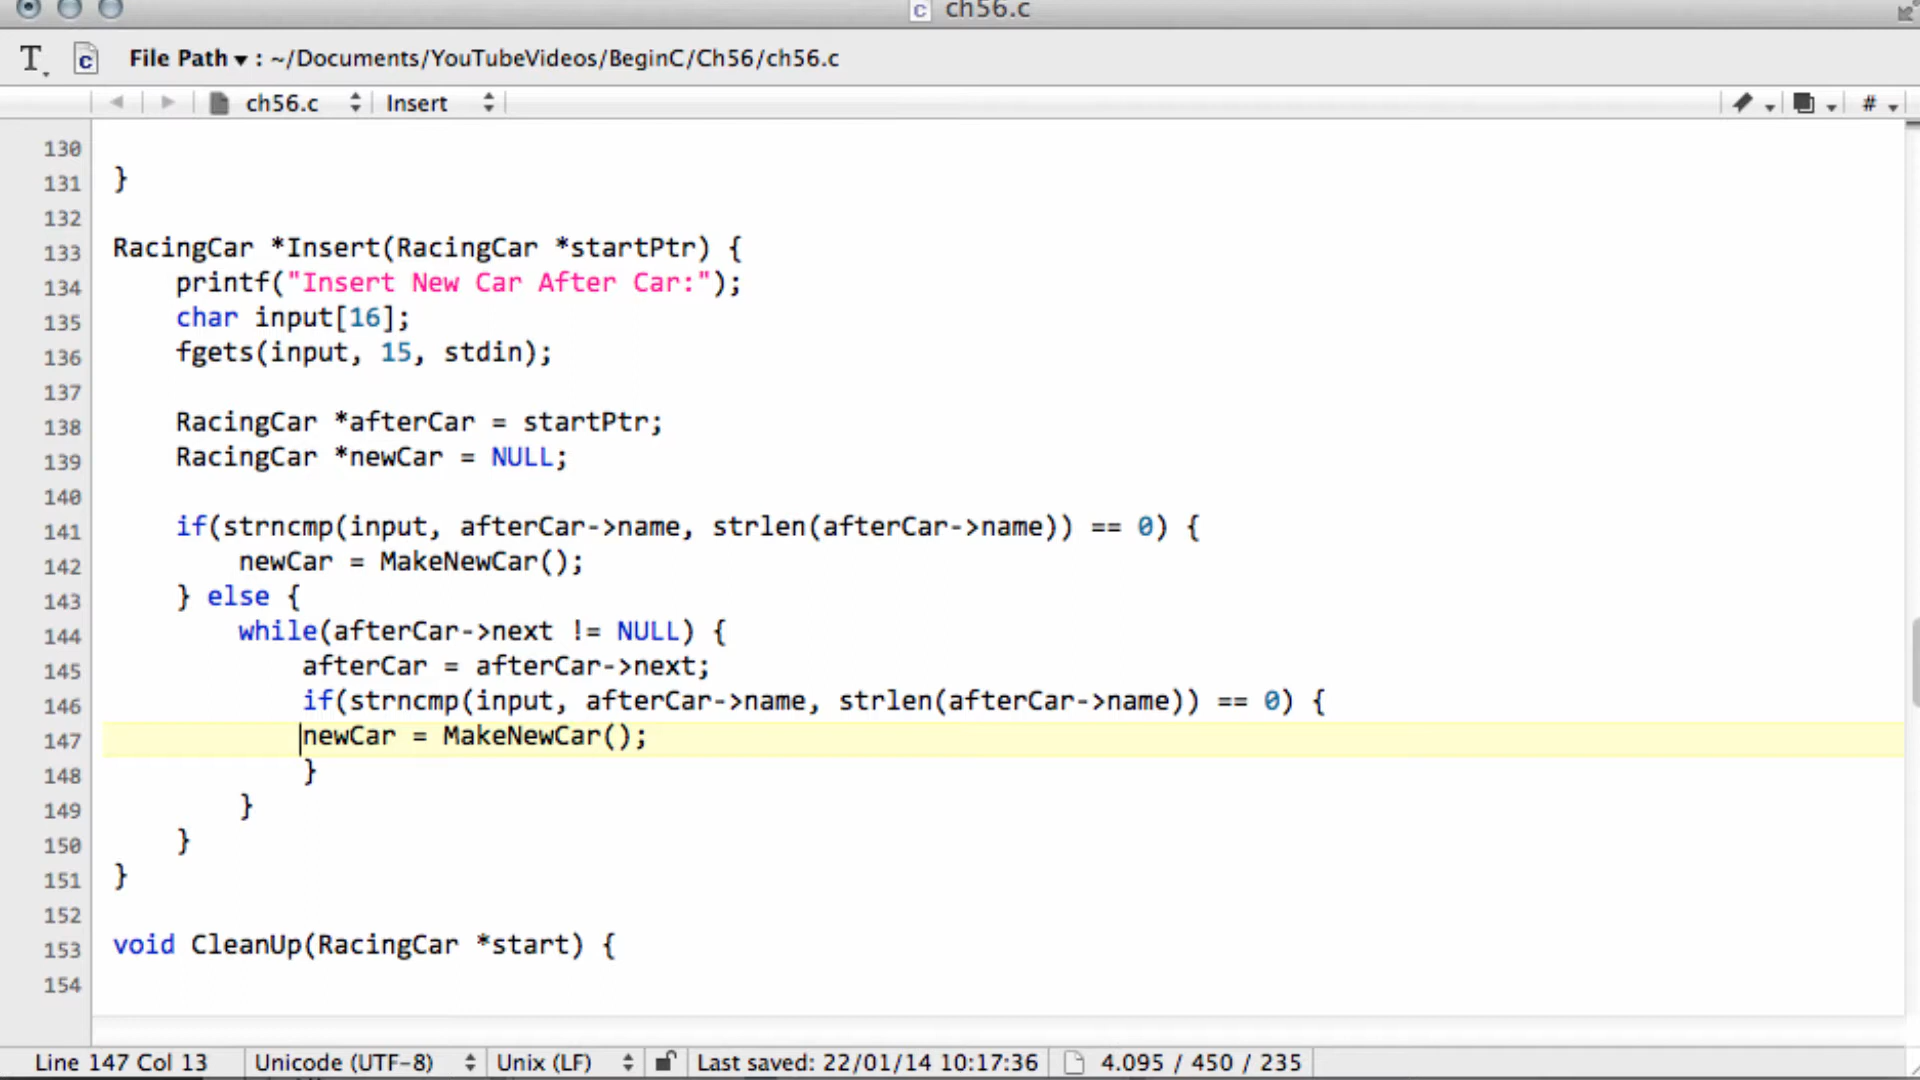 ch56.c
T File Path : ~/Documents/YouTubeVideos/BeginC/Ch56/ch56.c
ch56.c Insert #
130
131 }
132
133 RacingCar *Insert(RacingCar *startPtr) {
134     printf("Insert New Car After Car:");
135     char input[16];
136     fgets(input, 15, stdin);
137
138     RacingCar *afterCar = startPtr;
139     RacingCar *newCar = NULL;
140
141     if(strncmp(input, afterCar->name, strlen(afterCar->name)) == 0) {
142         newCar = MakeNewCar();
143     } else {
144         while(afterCar->next != NULL) {
145             afterCar = afterCar->next;
146             if(strncmp(input, afterCar->name, strlen(afterCar->name)) == 0) {
147             newCar = MakeNewCar();
148             }
149         }
150     }
151 }
152
153 void CleanUp(RacingCar *start) {
154
Line 147 Col 13 Unicode (UTF-8) Unix (LF) Last saved: 22/01/14 10:17:36 4.095 / 450 / 235